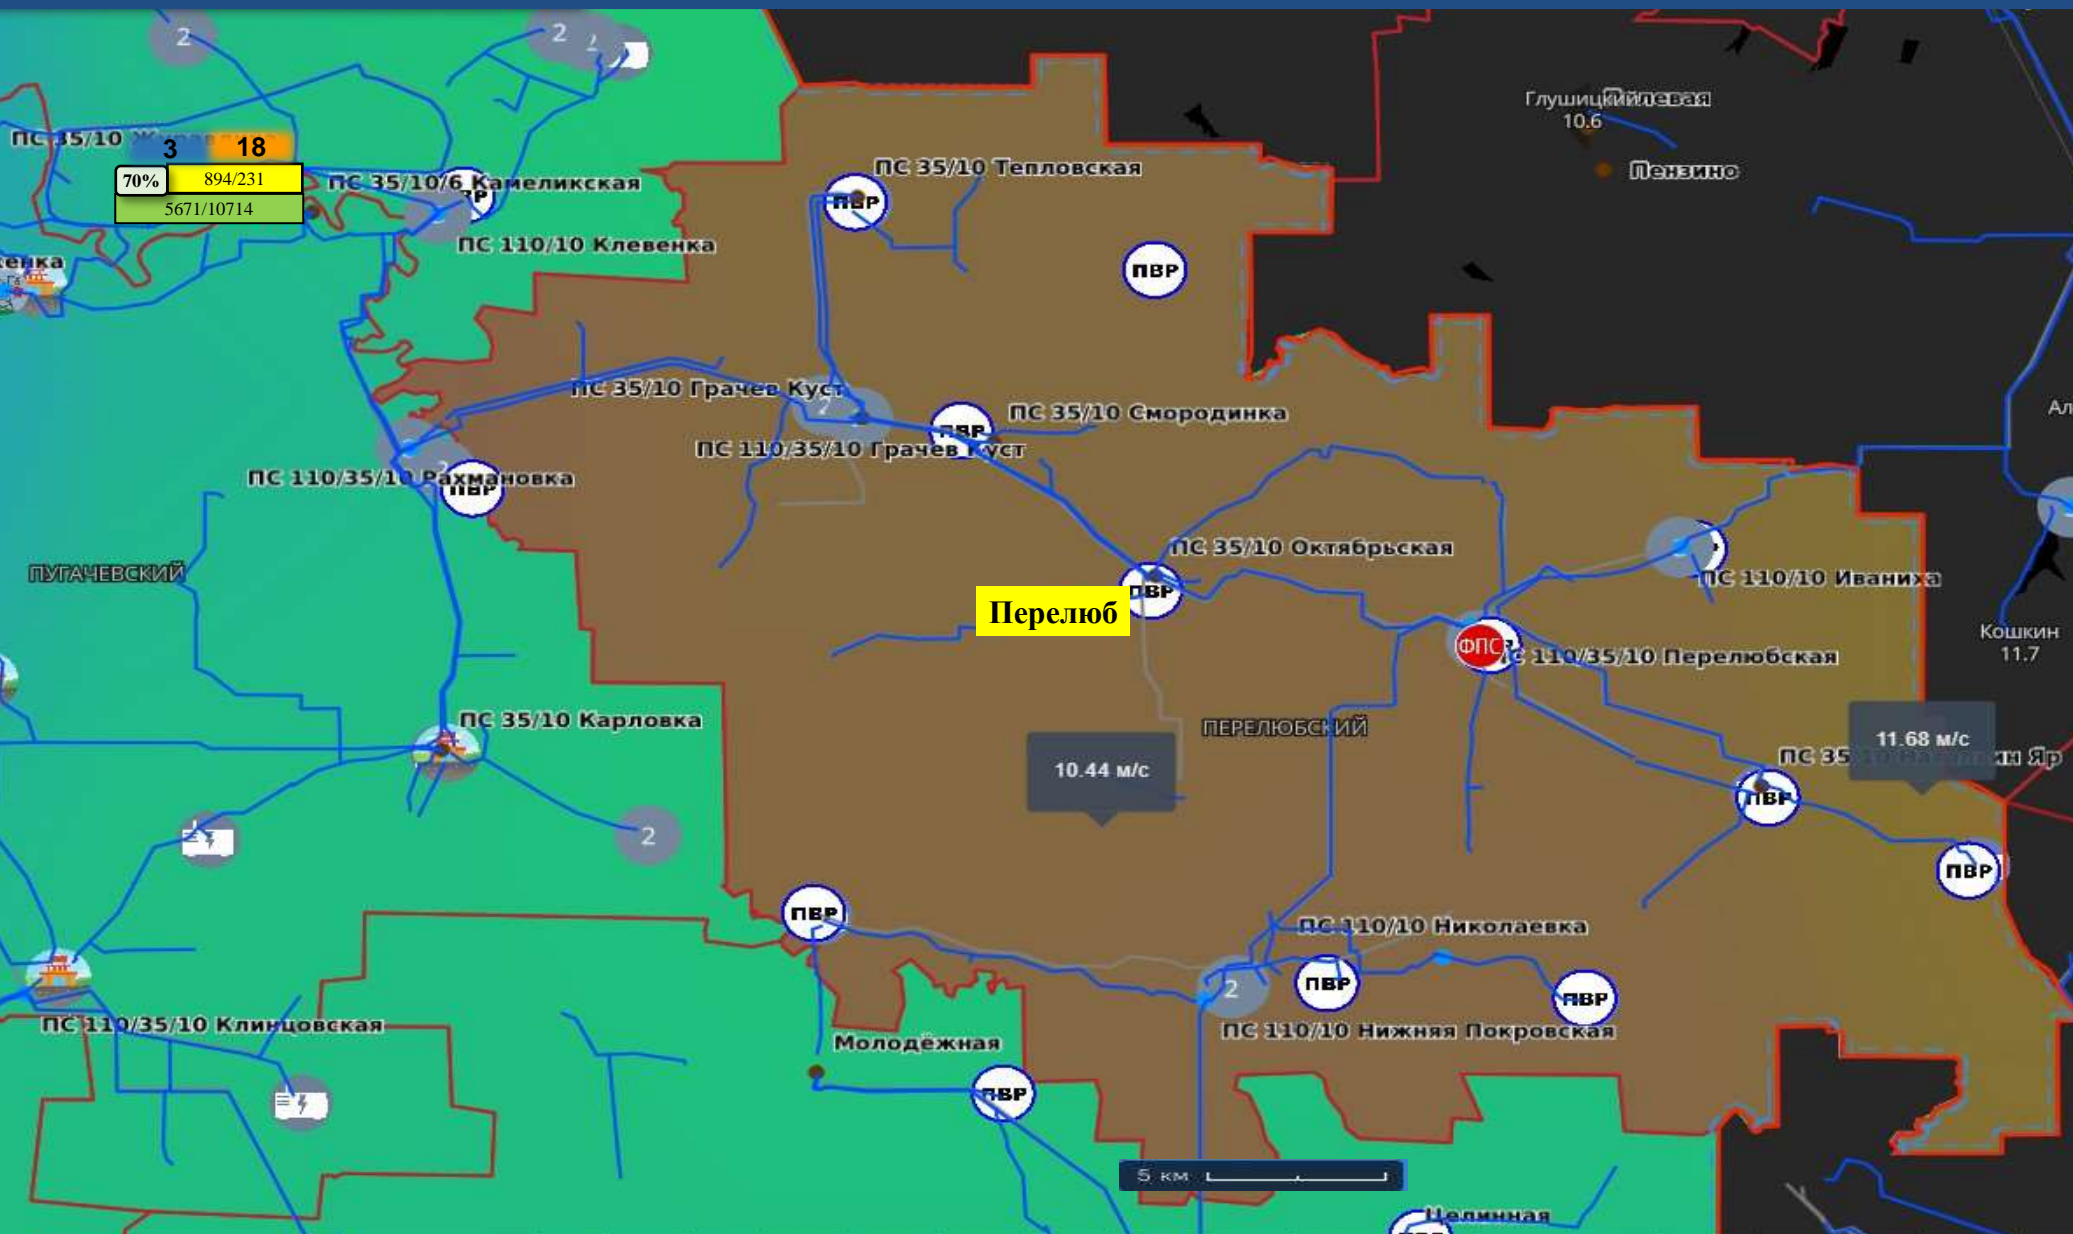 2
2
2
Глушицкий
10.6
Пензино
ПС 35/10
3
18
70%
894/231
5671/10714
ПС 35/10/6 Камеликская
ПВР
ПС 35/10 Тепловская
ПВР
ПС 110/10 Клевенка
ПВР
ПС 35/10 Грачев Куст
2
ПВР
ПС 35/10 Смородинка
ПС 110/35/10 Грачев Куст
ПС 110/35/10 Рахмановка
2
ПВР
ПУГАЧЕВСКИЙ
ПС 35/10 Октябрьская
ПВР
Перелюб
ПС 110/10 Иваниха
Кошкин
11.7
ФПС
ПС 110/35/10 Перелюбская
ПС 35/10 Карловка
ПЕРЕЛЮБСКИЙ
11.68 м/с
10.44 м/с
ПВР
2
ПВР
ПВР
ПС 110/10 Николаевка
2
ПВР
ПВР
ПС 110/35/10 Клинцовская
ПС 110/10 Нижняя Покровская
Молодёжная
ПВР
5 км
Целинная